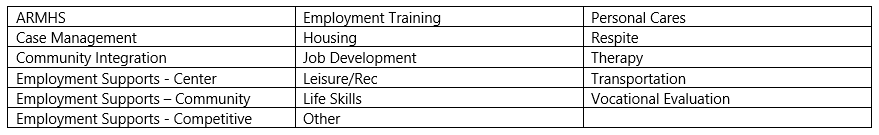 ARMHS Employment Training Personal Cares
Case Management Housing Respite
Community Integration Job Development Therapy
Employment Supports - Center Leisure/Rec Transportation
Employment Supports – Community Life Skills Vocational Evaluation
Employment Supports - Competitive Other